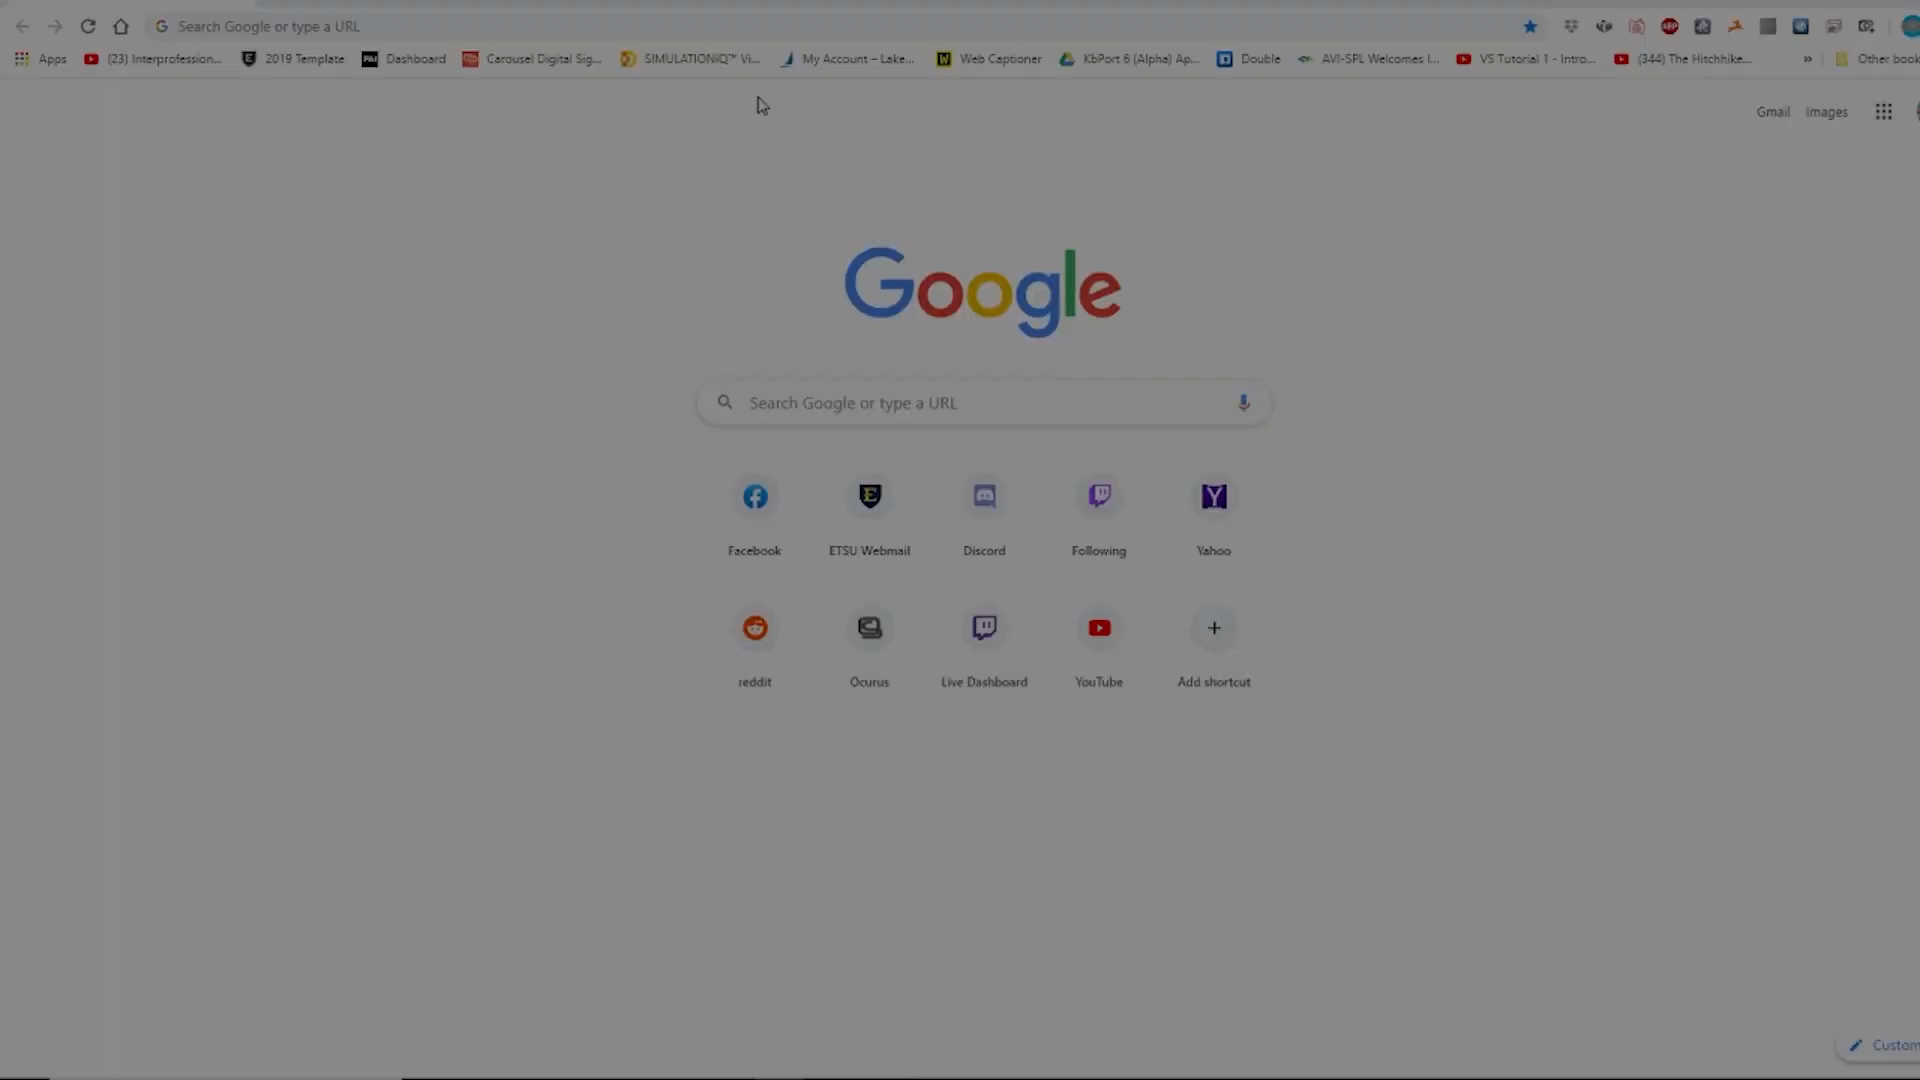 Search Google or type a URL
Apps (23) Interprofession... 2019 Template PAI Dashboard Carousel Digital Sig... SIMULATIONiQ™ Vi... My Account – Lake... W Web Captioner KbPort 6 (Alpha) Ap... Double AVI-SPL Welcomes I... VS Tutorial 1 - Intro... (344) The Hitchhike... » Other book
Gmail Images
Google
Search Google or type a URL
Facebook ETSU Webmail Discord Following Yahoo
reddit Ocurus Live Dashboard YouTube Add shortcut
Custom